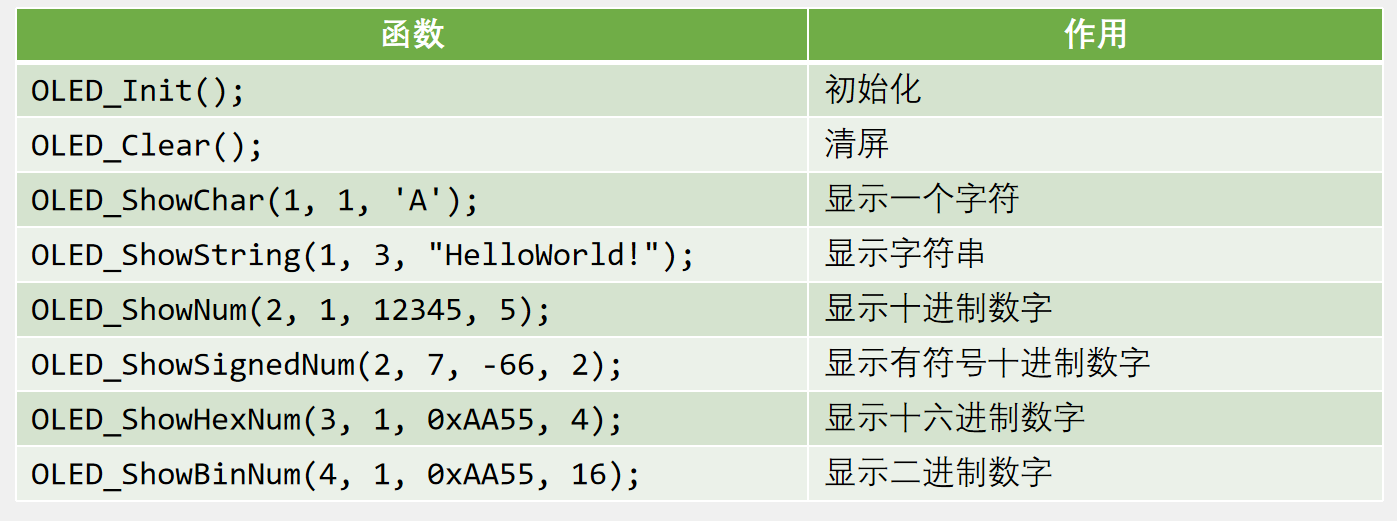 函数 作用
OLED_Init(); 初始化
OLED_Clear(); 清屏
OLED_ShowChar(1, 1, 'A'); 显示一个字符
OLED_ShowString(1, 3, "HelloWorld!"); 显示字符串
OLED_ShowNum(2, 1, 12345, 5); 显示十进制数字
OLED_ShowSignedNum(2, 7, -66, 2); 显示有符号十进制数字
OLED_ShowHexNum(3, 1, 0xAA55, 4); 显示十六进制数字
OLED_ShowBinNum(4, 1, 0xAA55, 16); 显示二进制数字